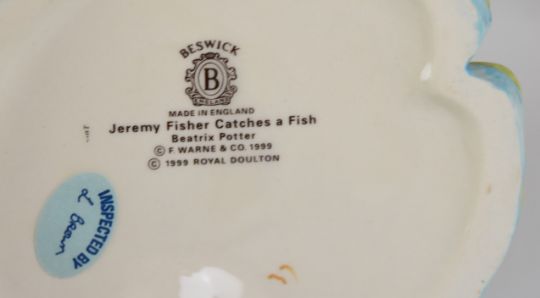 BESWICK
B
ENGLAND
MADE IN ENGLAND
Jeremy Fisher Catches a Fish
Beatrix Potter
© F. WARNE & CO. 1999
© 1999 ROYAL DOULTON
INSPECTED BY